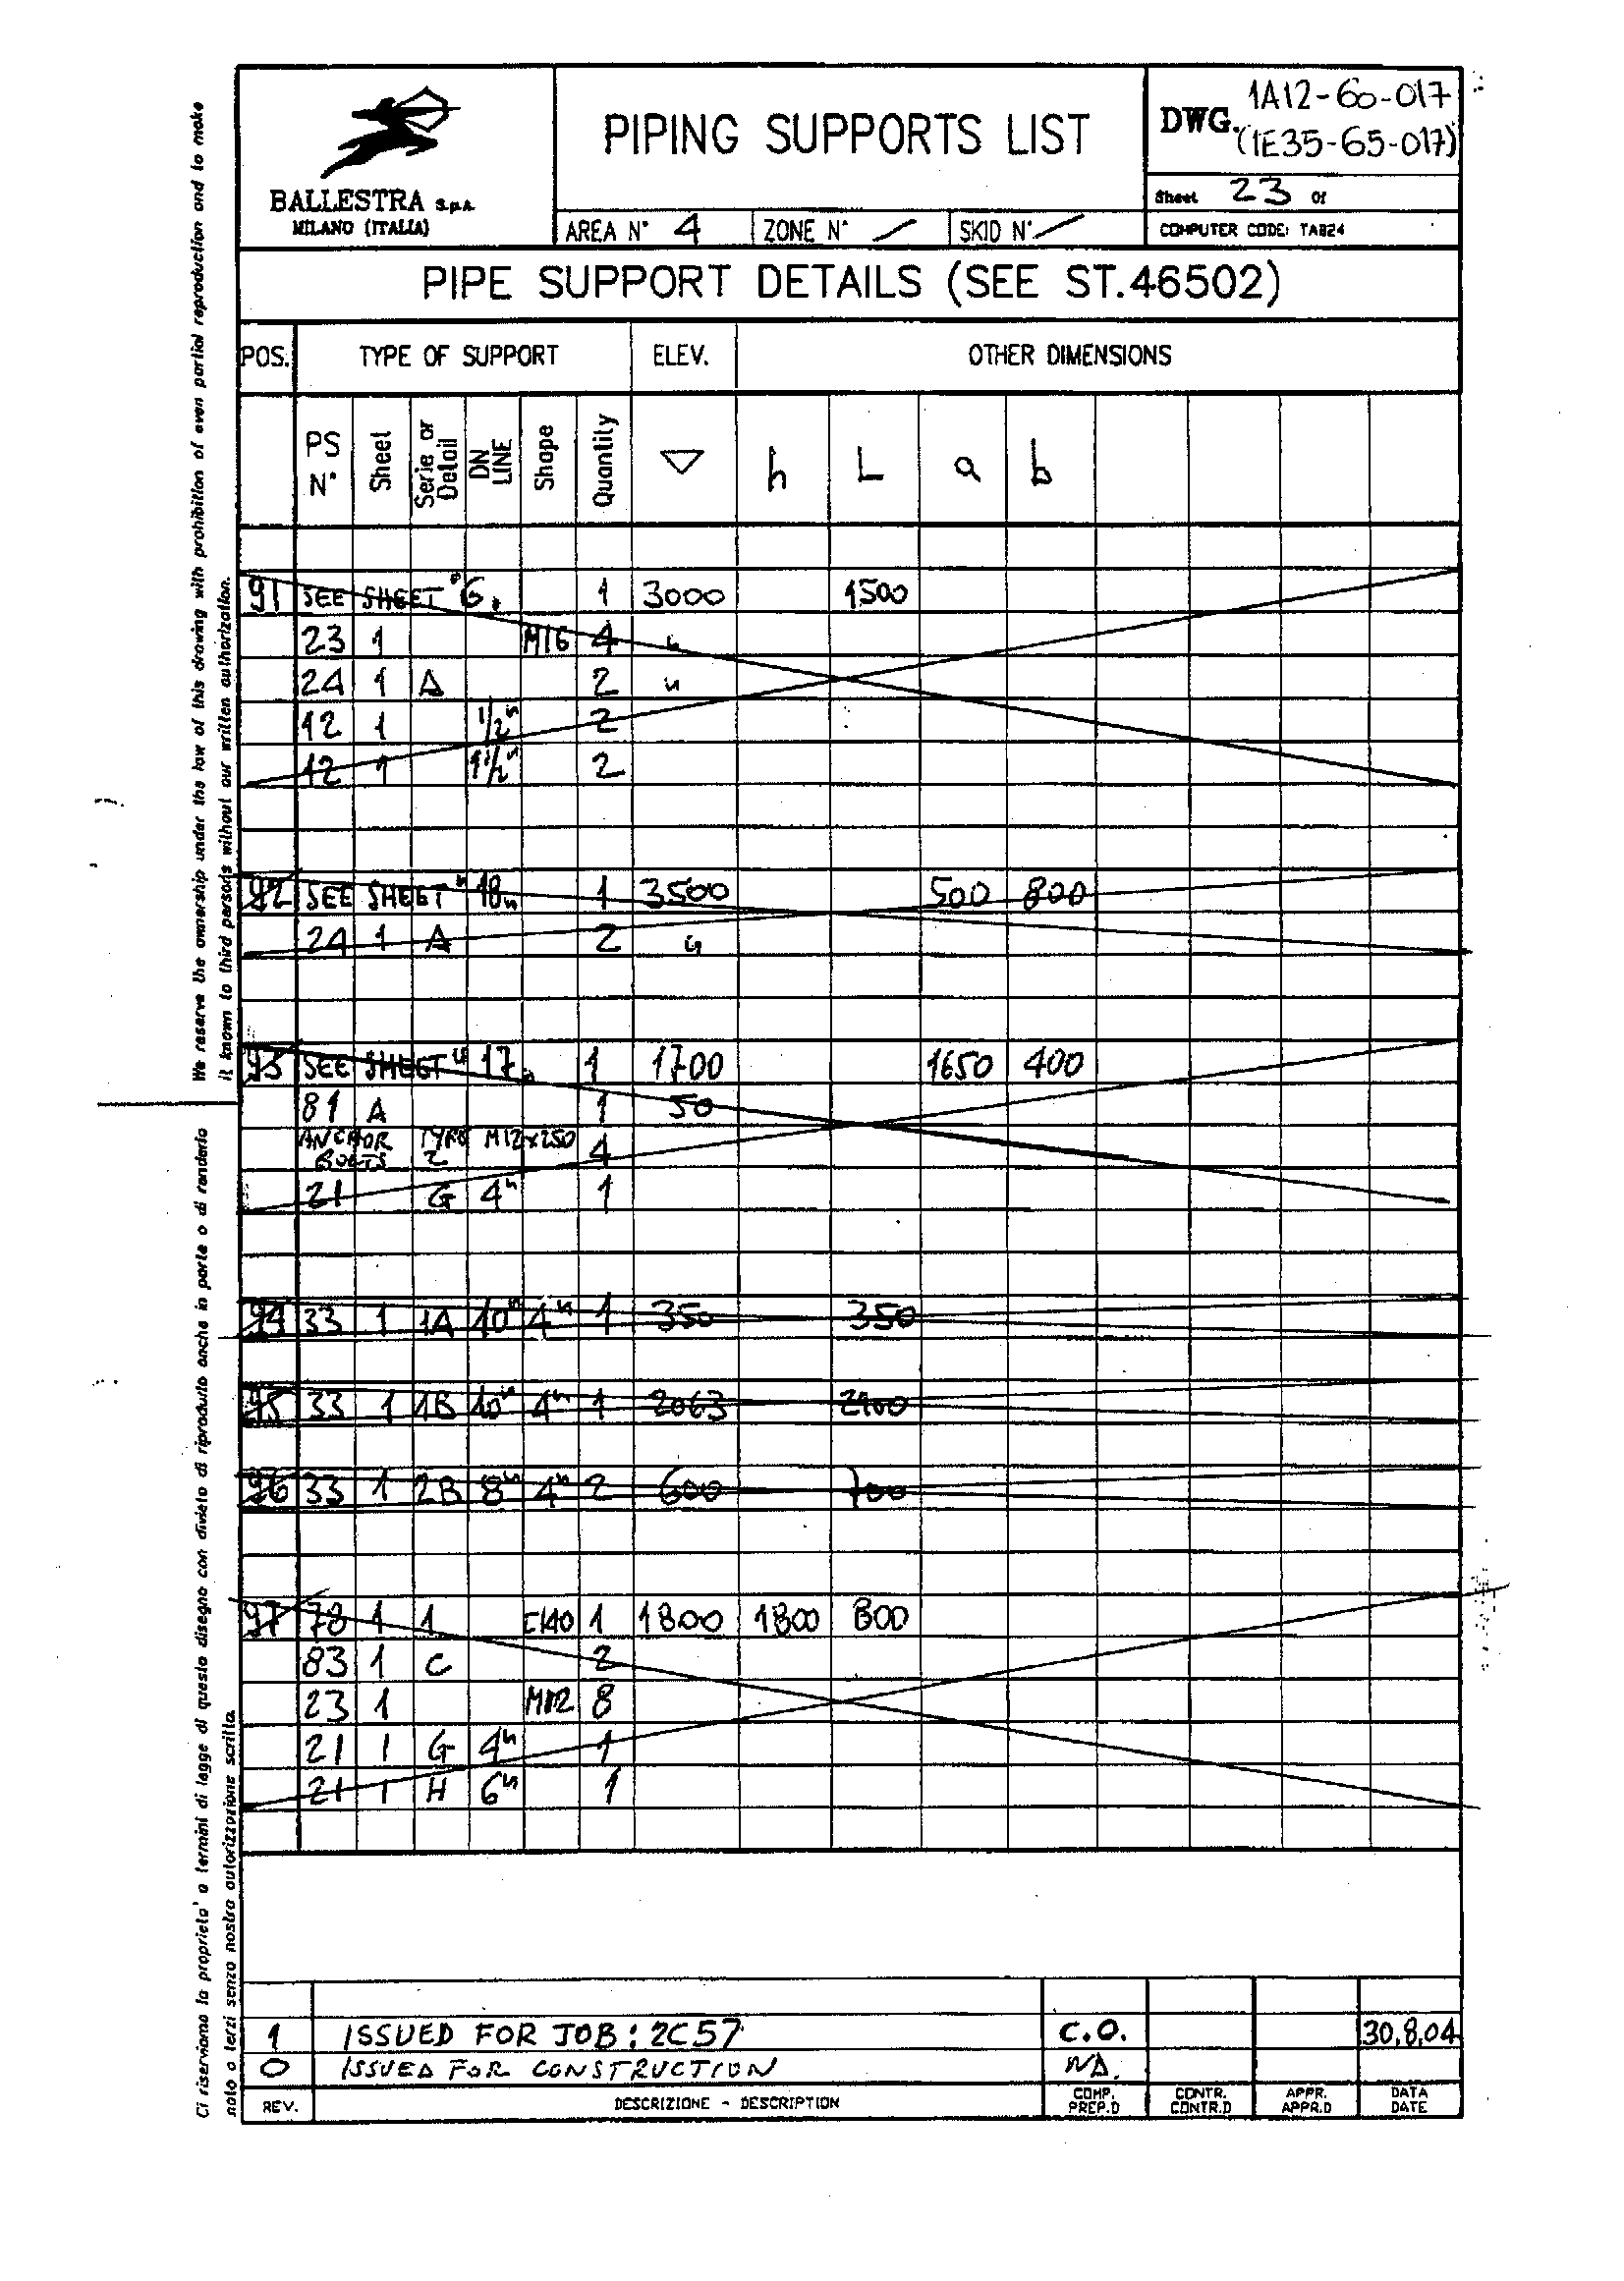 BALLESTRA S.p.A.
MILANO (ITALIA)
PIPING SUPPORTS LIST
AREA N° 4 ZONE N° / SKID N° /
DWG. 1A12-60-017
(1E35-65-017)
Sheet 23 Of
COMPUTER CODE: TAB24
PIPE SUPPORT DETAILS (SEE ST.46502)
POS. TYPE OF SUPPORT ELEV. OTHER DIMENSIONS
PS N° Sheet Serie or Detail DN LINE Shape Quantity ▽ h L a b
91 SEE SHEET "G" 1 3000 1500
23 1 M16 4 "
24 1 A 2 "
12 1 1/2" 2
12 1 1 1/2" 2
92 SEE SHEET "18" 1 3500 500 800
24 1 A 2 "
93 SEE SHEET "17" 1 1700 1650 400
81 A 1 50
ANCHOR BOLTS TYPE 2 M12x250 4
21 G 4" 1
94 33 1 1A 10" 4" 1 350 350
95 33 1 1B 10" 4" 1 2063 2100
96 33 1 2B 8" 4" 2 600 700
97 78 1 1 C140 1 1800 1800 800
83 1 C 2
23 1 M12 8
21 1 G 4" 1
21 1 H 6" 1
1 ISSUED FOR JOB: 2C57 C.O. 30.8.04
0 ISSUED FOR CONSTRUCTION
REV. DESCRIZIONE - DESCRIPTION COMP. PREP.D CONTR. CONTR.D APPR. APPR.D DATA DATE
We reserve the ownership under the law of this drawing with prohibition of even partial reproduction and to make
it known to third persons without our written authorization.
Ci riserviamo la proprieta' a termini di legge di questo disegno con divieto di riprodurlo anche in parte o di renderlo
noto a terzi senza nostra autorizzazione scritta.